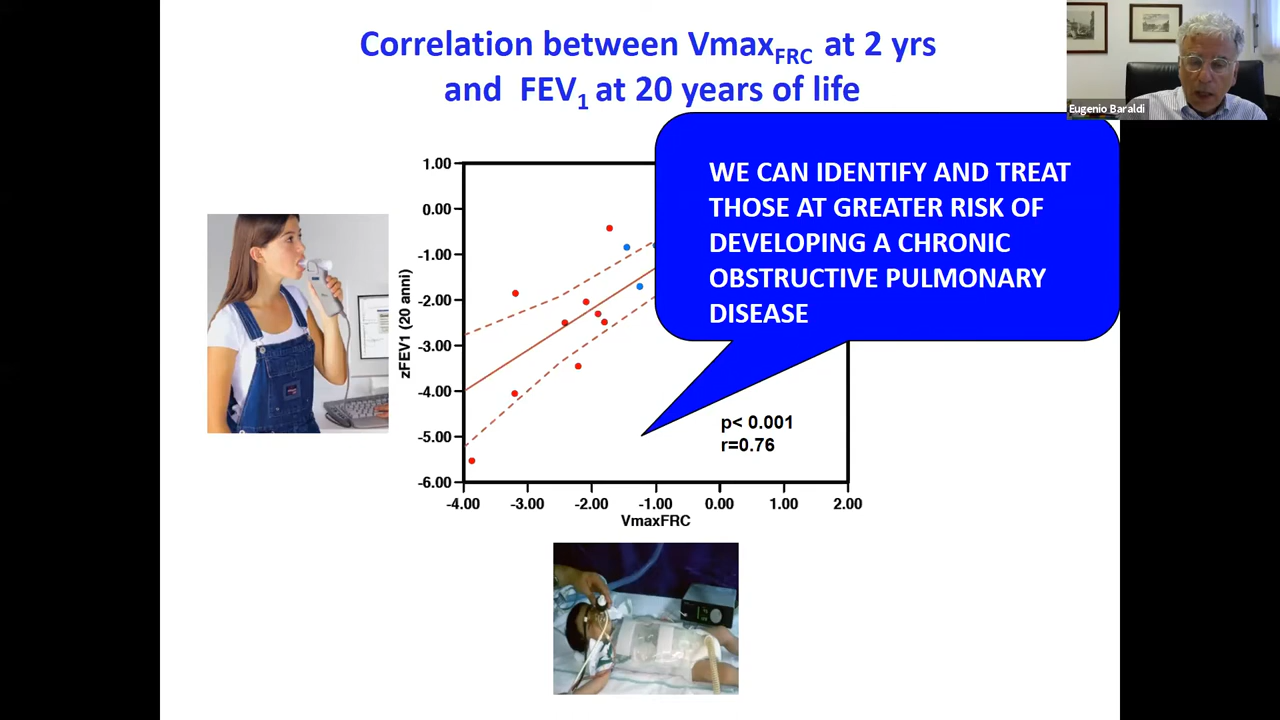 Correlation between VmaxFRC at 2 yrs
and FEV1 at 20 years of life
Eugenio Baraldi
WE CAN IDENTIFY AND TREAT
THOSE AT GREATER RISK OF
DEVELOPING A CHRONIC
OBSTRUCTIVE PULMONARY
DISEASE
zFEV1 (20 anni)
1.00
0.00
-1.00
-2.00
-3.00
-4.00
-5.00
-6.00
p< 0.001
r=0.76
-4.00 -3.00 -2.00 -1.00 0.00 1.00 2.00
VmaxFRC